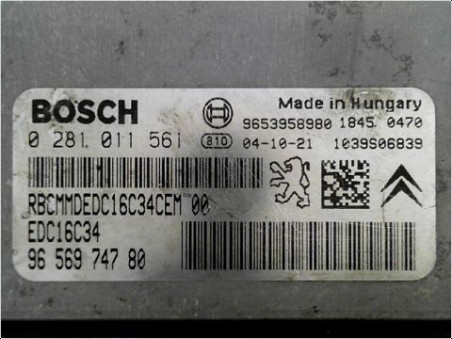 BOSCH
Made in Hungary
9653958980 1845. 0470
0 281 011 561 810 04-10-21 1039S06839
RBCMMDEDC16C34CEM 00
EDC16C34
96 569 747 80